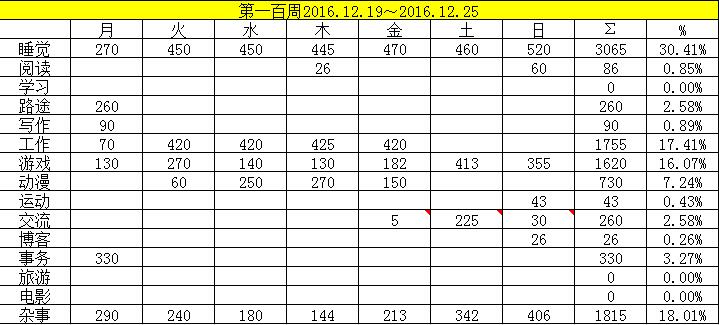 第一百周2016.12.19～2016.12.25
月 火 水 木 金 土 日 Σ %
睡觉 270 450 450 445 470 460 520 3065 30.41%
阅读 26 60 86 0.85%
学习 0 0.00%
路途 260 260 2.58%
写作 90 90 0.89%
工作 70 420 420 425 420 1755 17.41%
游戏 130 270 140 130 182 413 355 1620 16.07%
动漫 60 250 270 150 730 7.24%
运动 43 43 0.43%
交流 5 225 30 260 2.58%
博客 26 26 0.26%
事务 330 330 3.27%
旅游 0 0.00%
电影 0 0.00%
杂事 290 240 180 144 213 342 406 1815 18.01%